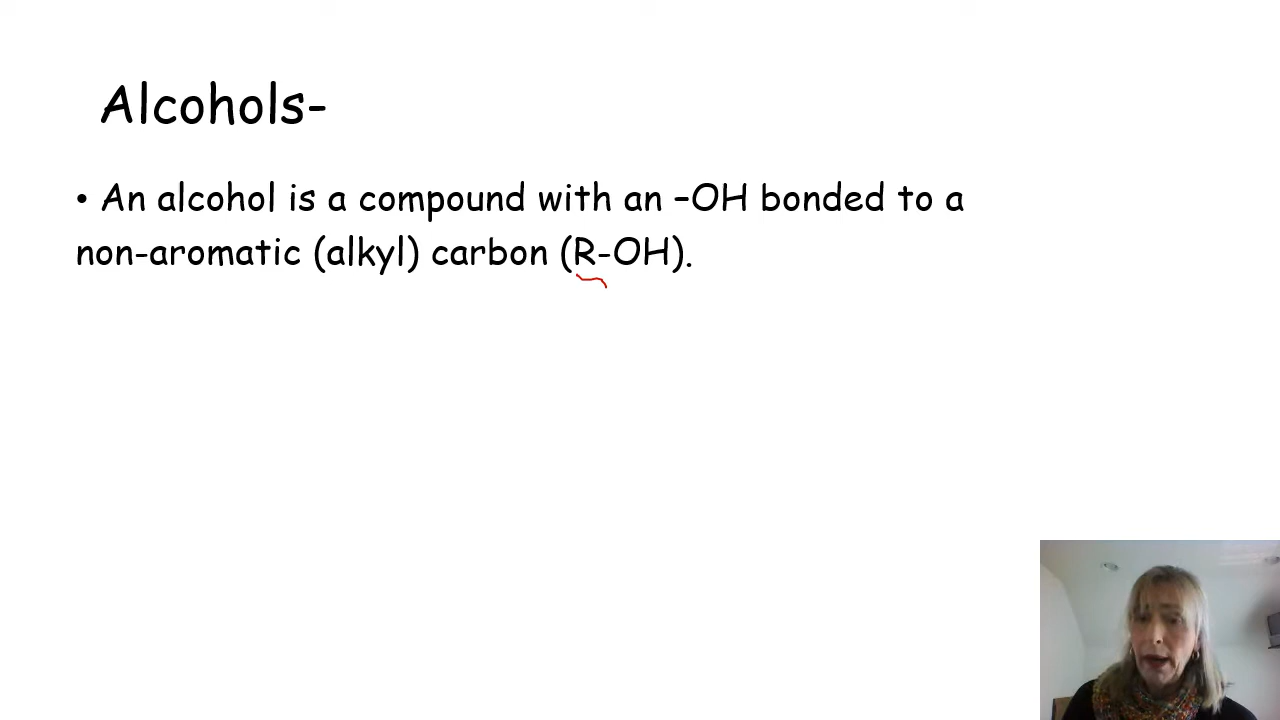 Alcohols-
• An alcohol is a compound with an –OH bonded to a
non-aromatic (alkyl) carbon (R-OH).